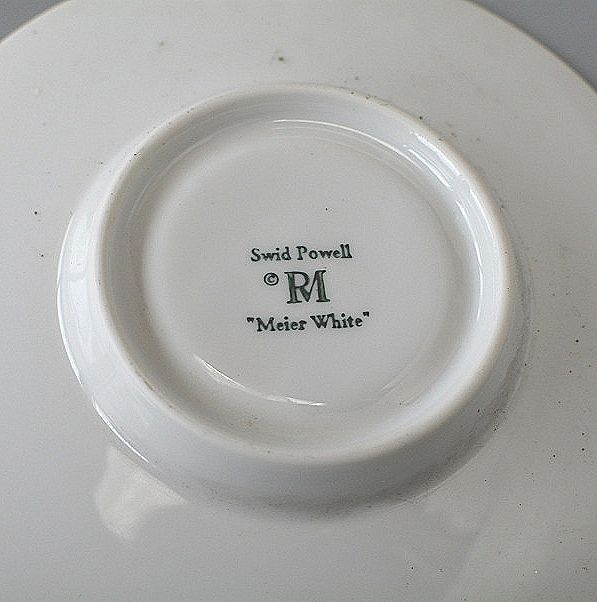 Swid Powell
© RM
"Meier White"